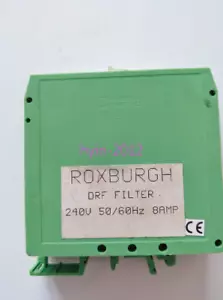 ROXBURGH
DRF FILTER
240V 50/60Hz 8AMP
CE